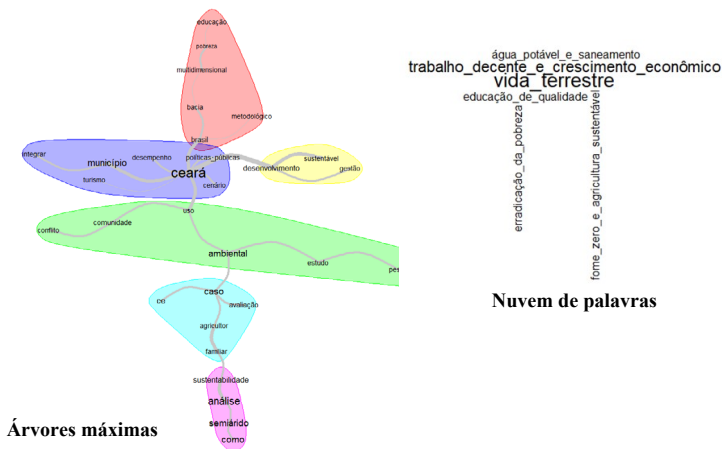 educação
pobreza
multidimensional
bacia
metodológico
brasil
integrar
município
desempenho
políticas_públicas
turismo
ceará
cenário
desenvolvimento
sustentável
gestão
uso
comunidade
conflito
ambiental
estudo
caso
avaliação
agricultor
familiar
sustentabilidade
análise
semiárido
como
Árvores máximas
água_potável_e_saneamento
trabalho_decente_e_crescimento_econômico
vida_terrestre
educação_de_qualidade
erradicação_da_pobreza
fome_zero_e_agricultura_sustentável
Nuvem de palavras